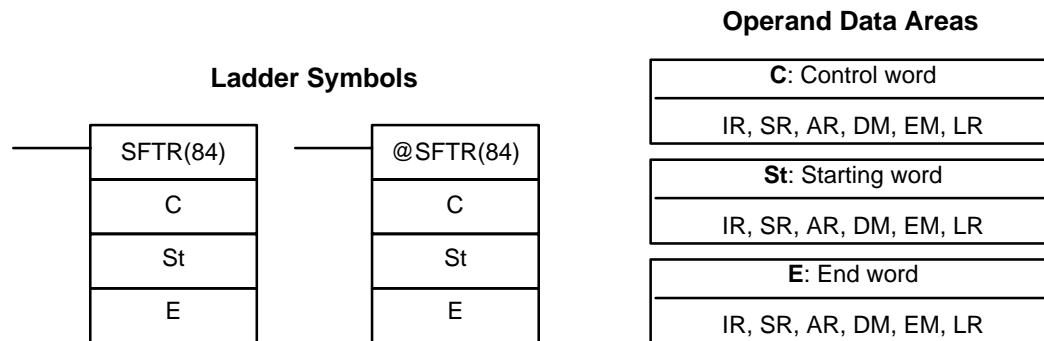 Ladder Symbols
SFTR(84)
C
St
E
@SFTR(84)
C
St
E
Operand Data Areas
C: Control word
IR, SR, AR, DM, EM, LR
St: Starting word
IR, SR, AR, DM, EM, LR
E: End word
IR, SR, AR, DM, EM, LR